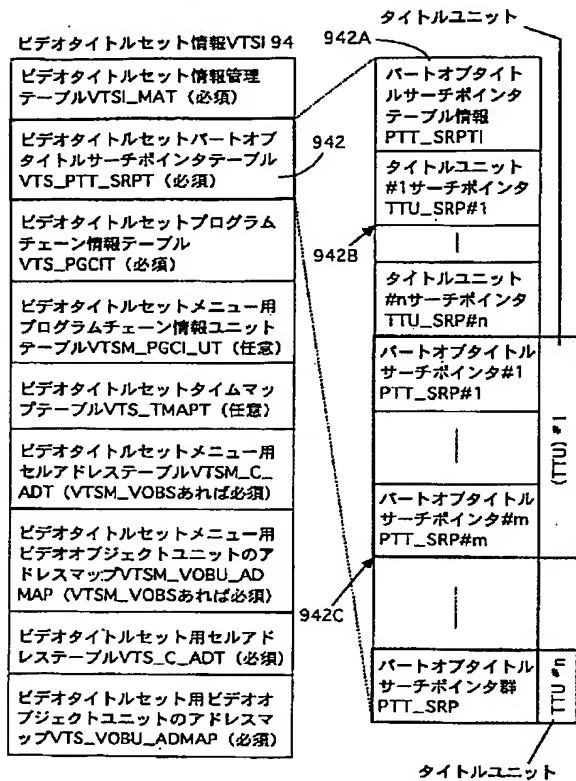 ビデオタイトルセット情報VTSI 94
ビデオタイトルセット情報管理
テーブルVTSI_MAT（必須）
ビデオタイトルセットパートオブ
タイトルサーチポインタテーブル
VTS_PTT_SRPT（必須）
ビデオタイトルセットプログラム
チェーン情報テーブル
VTS_PGCIT（必須）
ビデオタイトルセットメニュー用
プログラムチェーン情報ユニット
テーブルVTSM_PGCI_UT（任意）
ビデオタイトルセットタイムマッ
プテーブルVTS_TMAPT（任意）
ビデオタイトルセットメニュー用
セルアドレステーブルVTSM_C_
ADT（VTSM_VOBSあれば必須）
ビデオタイトルセットメニュー用
ビデオオブジェクトユニットのア
ドレスマップVTSM_VOBU_AD
MAP（VTSM_VOBSあれば必須）
ビデオタイトルセット用セルアド
レステーブルVTS_C_ADT（必須）
ビデオタイトルセット用ビデオオ
ブジェクトユニットのアドレスマ
ップVTS_VOBU_ADMAP（必須）
942
タイトルユニット
942A
パートオブタイト
ルサーチポインタ
テーブル情報
PTT_SRPTI
タイトルユニット
#1サーチポインタ
TTU_SRP#1
942B
タイトルユニット
#nサーチポインタ
TTU_SRP#n
パートオブタイトル
サーチポインタ#1
PTT_SRP#1
(TTU) #1
パートオブタイトル
サーチポインタ#m
PTT_SRP#m
942C
パートオブタイトル
サーチポインタ群
PTT_SRP
TTU #n
タイトルユニット